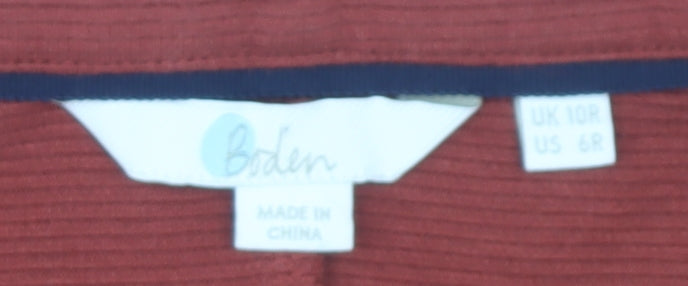 Boden
MADE IN
CHINA
UK 10R
US 6R